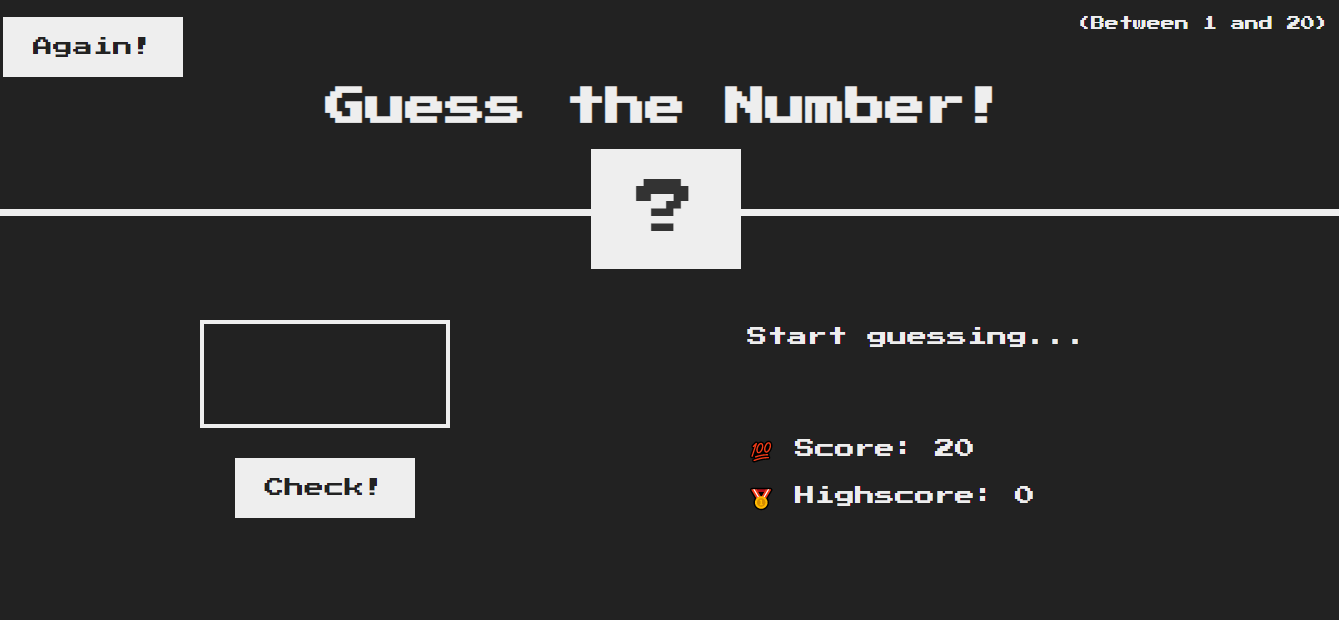 Again!
(Between 1 and 20)
Guess the Number!
?
Start guessing...
💯 Score: 20
🥇 Highscore: 0
Check!